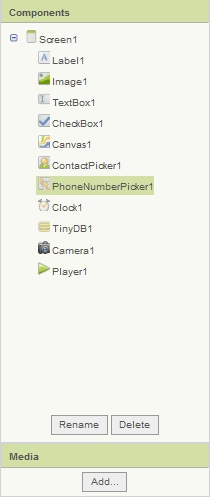 Components
Screen1
Label1
Image1
TextBox1
CheckBox1
Canvas1
ContactPicker1
PhoneNumberPicker1
Clock1
TinyDB1
Camera1
Player1
Rename Delete
Media
Add...